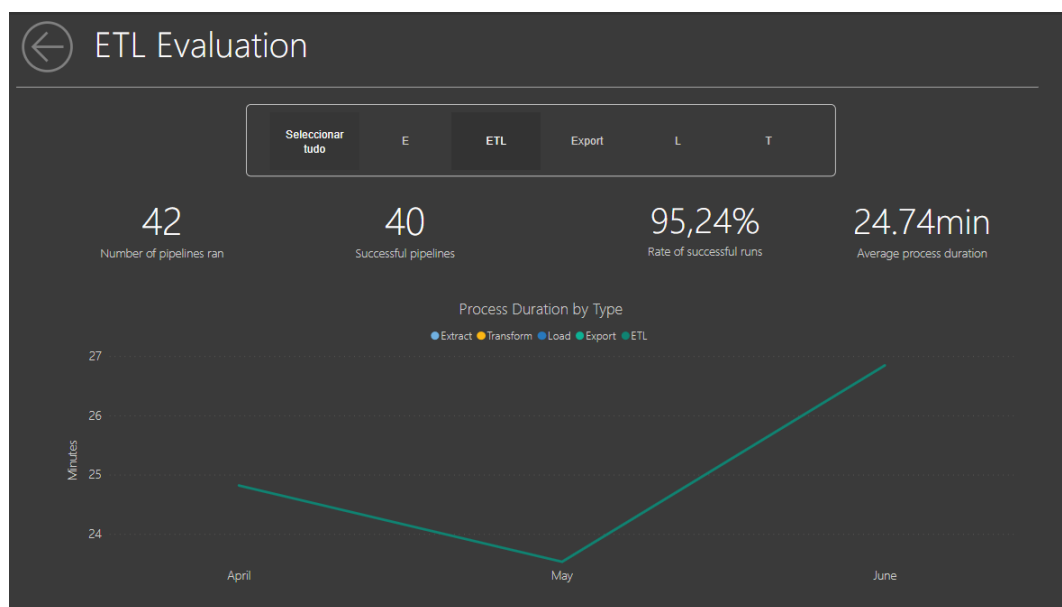 ETL Evaluation
Seleccionar
tudo
E
ETL
Export
L
T
42
Number of pipelines ran
40
Successful pipelines
95,24%
Rate of successful runs
24.74min
Average process duration
Process Duration by Type
Extract Transform Load Export ETL
27
26
25
24
Minutes
April
May
June